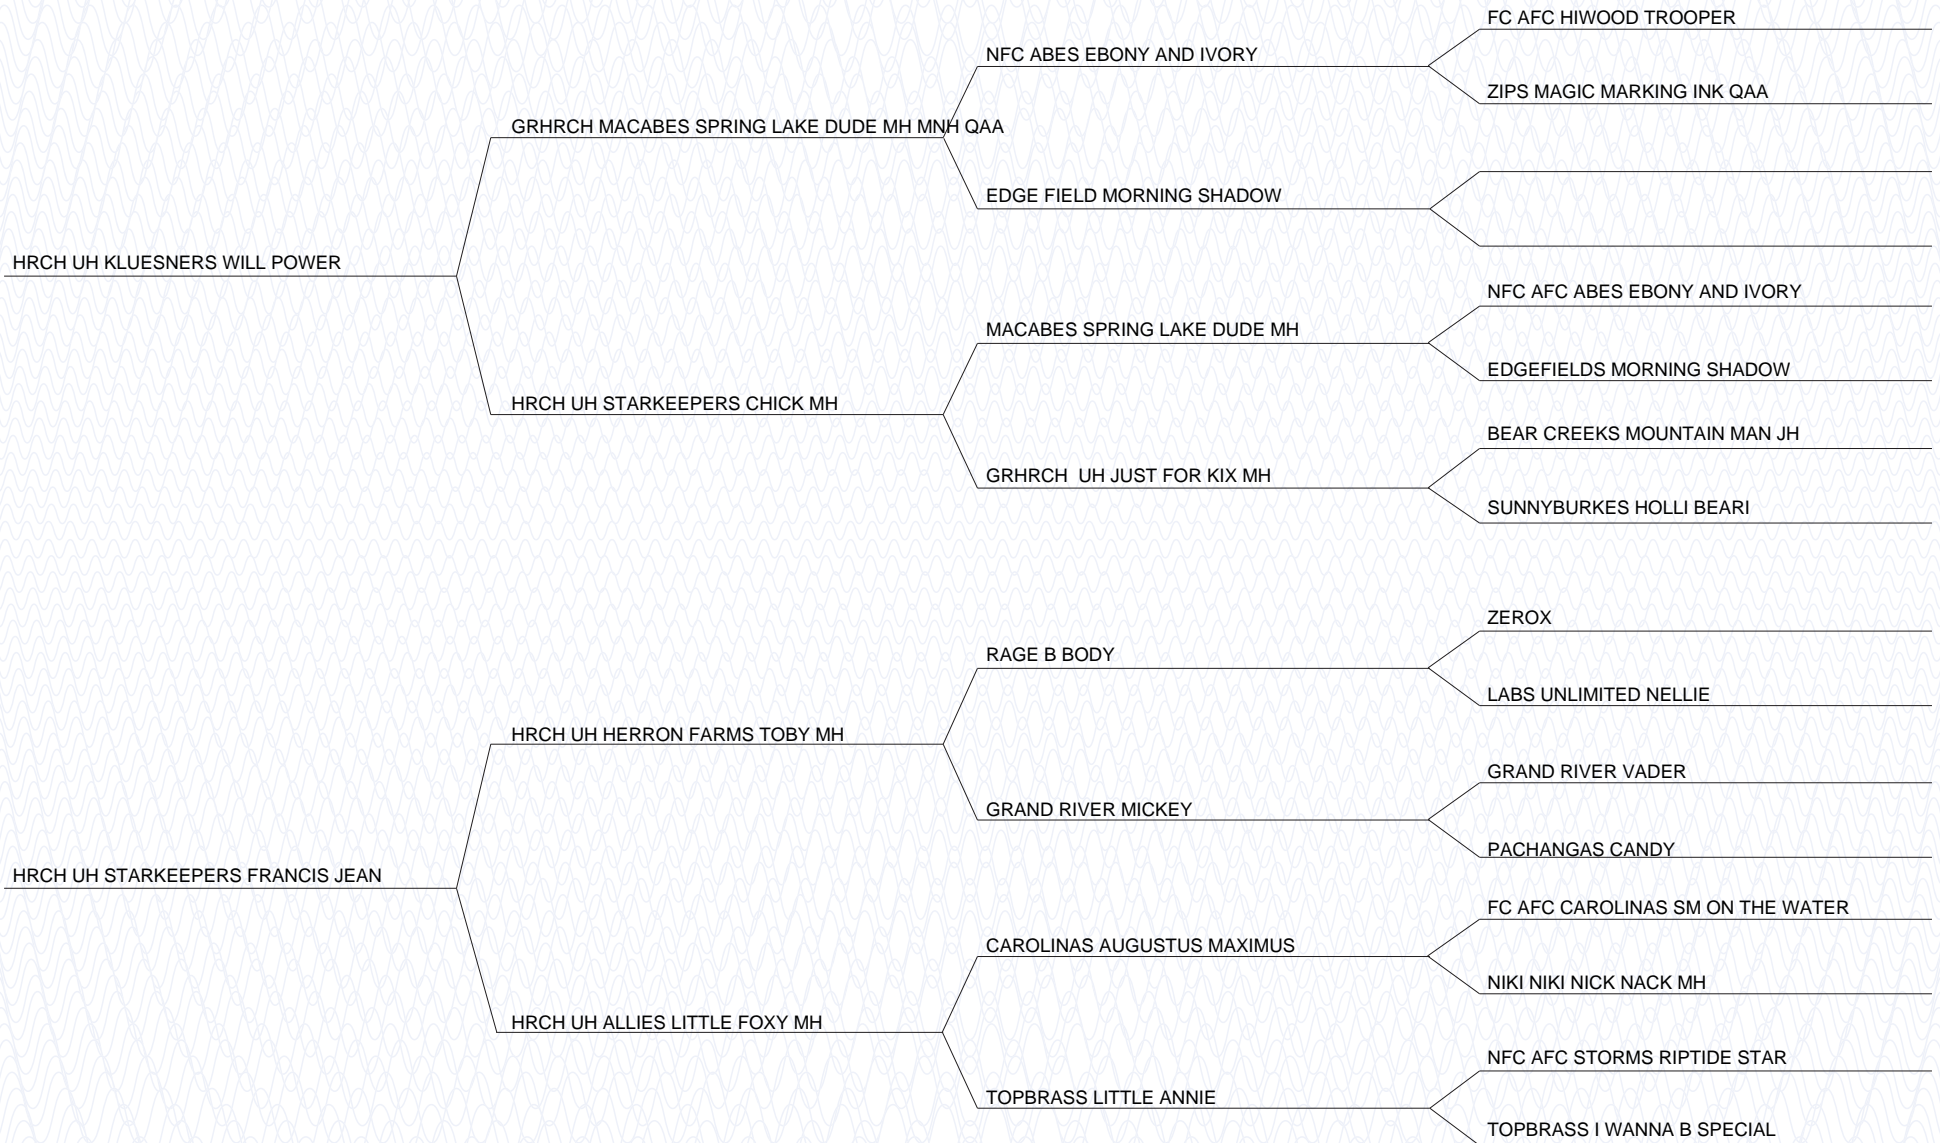 FC AFC HIWOOD TROOPER
NFC ABES EBONY AND IVORY
ZIPS MAGIC MARKING INK QAA
GRHRCH MACABES SPRING LAKE DUDE MH MNH QAA
EDGE FIELD MORNING SHADOW
HRCH UH KLUESNERS WILL POWER
NFC AFC ABES EBONY AND IVORY
MACABES SPRING LAKE DUDE MH
EDGEFIELDS MORNING SHADOW
HRCH UH STARKEEPERS CHICK MH
BEAR CREEKS MOUNTAIN MAN JH
GRHRCH  UH JUST FOR KIX MH
SUNNYBURKES HOLLI BEARI
ZEROX
RAGE B BODY
LABS UNLIMITED NELLIE
HRCH UH HERRON FARMS TOBY MH
GRAND RIVER VADER
GRAND RIVER MICKEY
PACHANGAS CANDY
HRCH UH STARKEEPERS FRANCIS JEAN
FC AFC CAROLINAS SM ON THE WATER
CAROLINAS AUGUSTUS MAXIMUS
NIKI NIKI NICK NACK MH
HRCH UH ALLIES LITTLE FOXY MH
NFC AFC STORMS RIPTIDE STAR
TOPBRASS LITTLE ANNIE
TOPBRASS I WANNA B SPECIAL